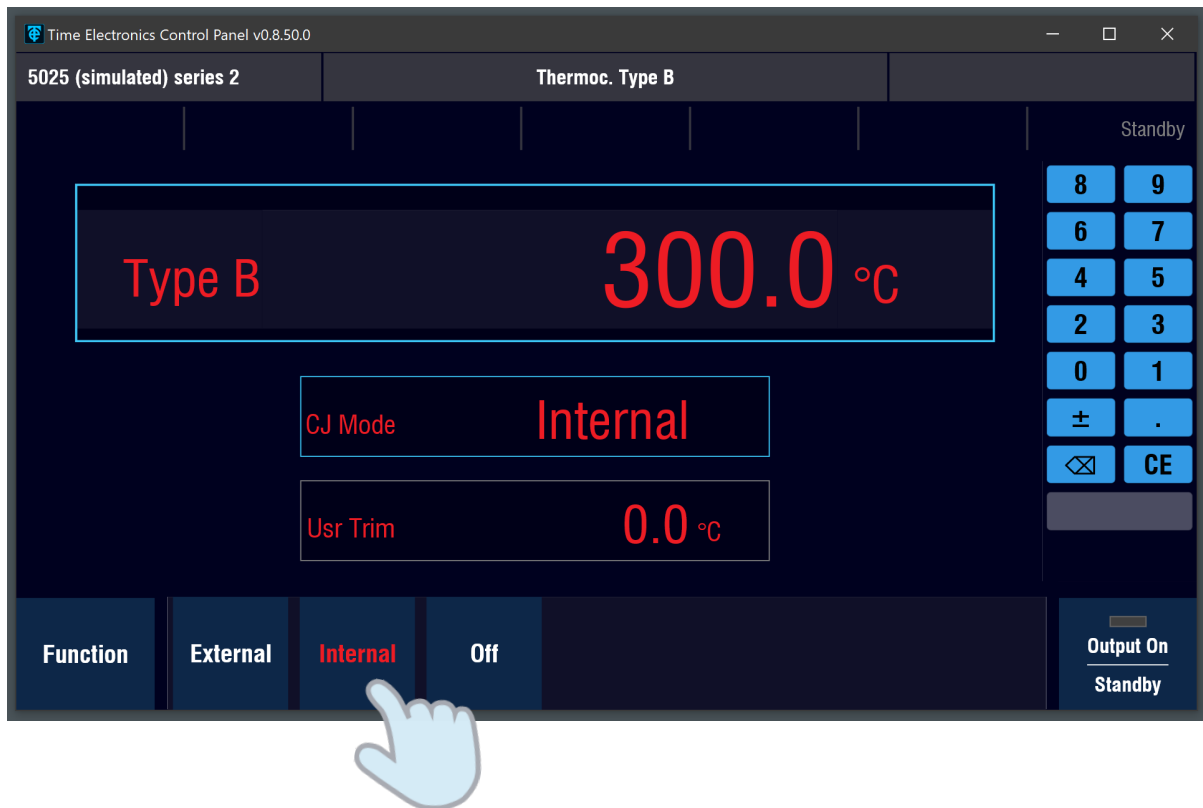 Time Electronics Control Panel v0.8.50.0
5025 (simulated) series 2
Thermoc. Type B
Standby
Type B 300.0 °C
CJ Mode Internal
Usr Trim 0.0 °C
8 9
6 7
4 5
2 3
0 1
± .
⌫ CE
Function External Internal Off
Output On
Standby